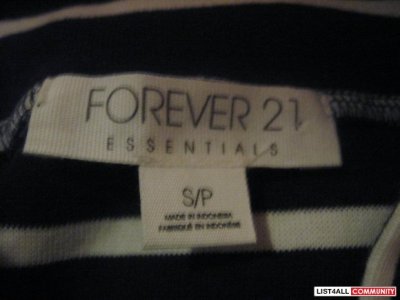 FOREVER 21
ESSENTIALS
S/P
MADE IN INDONESIA
FABRIQUÉ EN INDONÉSIE
LIST4ALL COMMUNITY